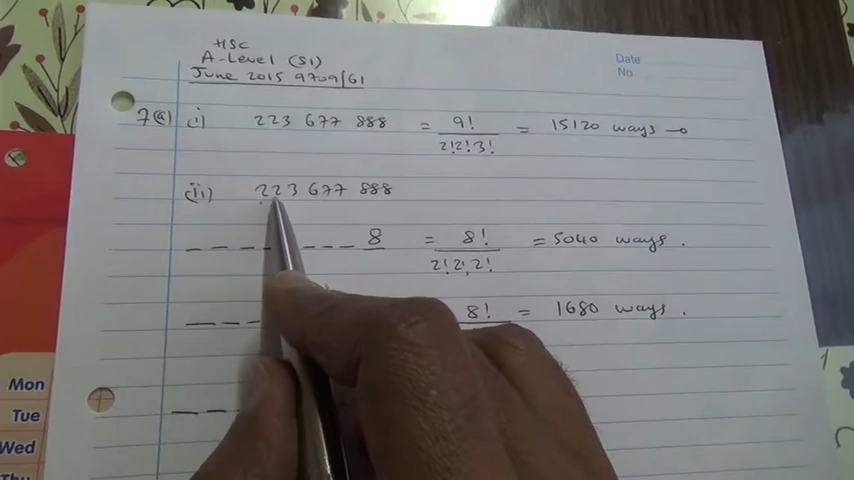 HSC
A-Level (S1)
June 2015 9709/61
Date
No
7(a) i) 223 677 888 = 9! / 2!2!3! = 15120 ways
(ii) 223 677 888
_ _ _ _ _ _ _ 8 = 8! / 2!2!2! = 5040 ways.
_ _ _ 8! = 1680 ways.
_ _
Mon
Tue
Wed
Thu